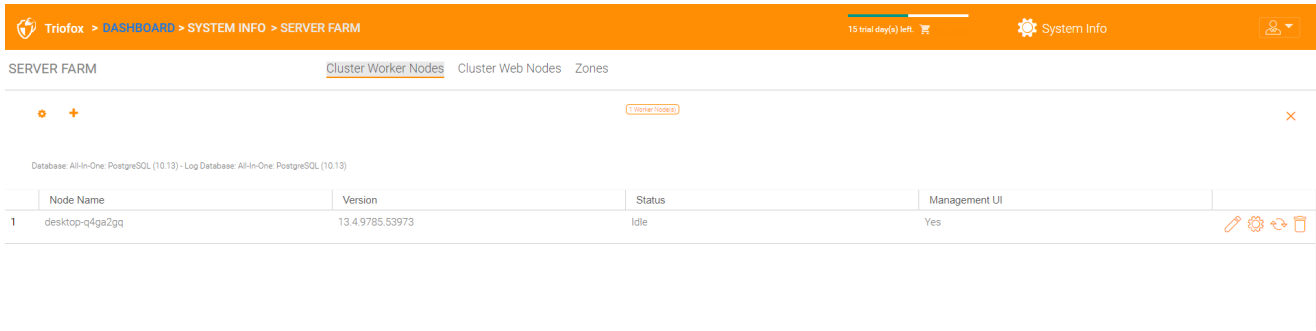 Triofox > DASHBOARD > SYSTEM INFO > SERVER FARM
15 trial day(s) left.
System Info
SERVER FARM
Cluster Worker Nodes Cluster Web Nodes Zones
1 Worker Node(s)
Database: All-In-One: PostgreSQL (10.13) - Log Database: All-In-One: PostgreSQL (10.13)
Node Name Version Status Management UI
1 desktop-q4ga2gq 13.4.9785.53973 Idle Yes